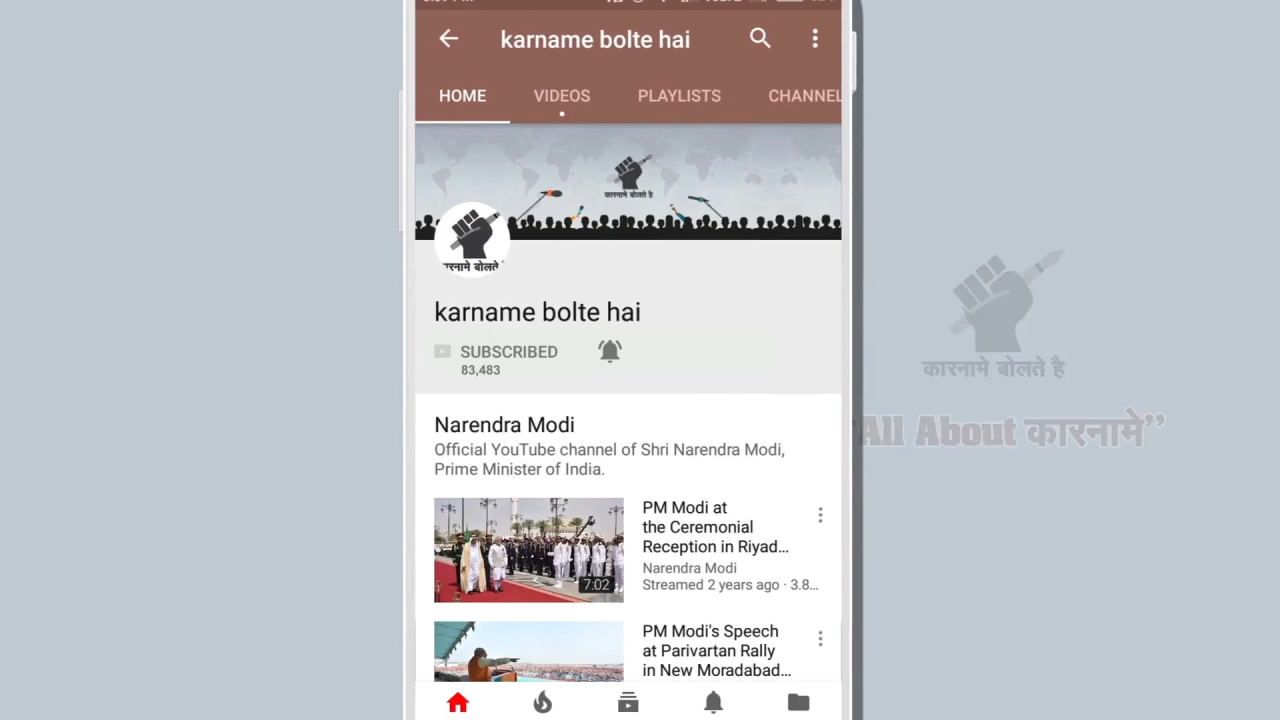 karname bolte hai
HOME VIDEOS PLAYLISTS CHANNEL
कारनामे बोलते है
karname bolte hai
SUBSCRIBED
83,483
Narendra Modi
Official YouTube channel of Shri Narendra Modi,
Prime Minister of India.
PM Modi at
the Ceremonial
Reception in Riyad...
Narendra Modi
Streamed 2 years ago · 3.8...
7:02
PM Modi's Speech
at Parivartan Rally
in New Moradabad...
कारनामे बोलते है
All About कारनामे”